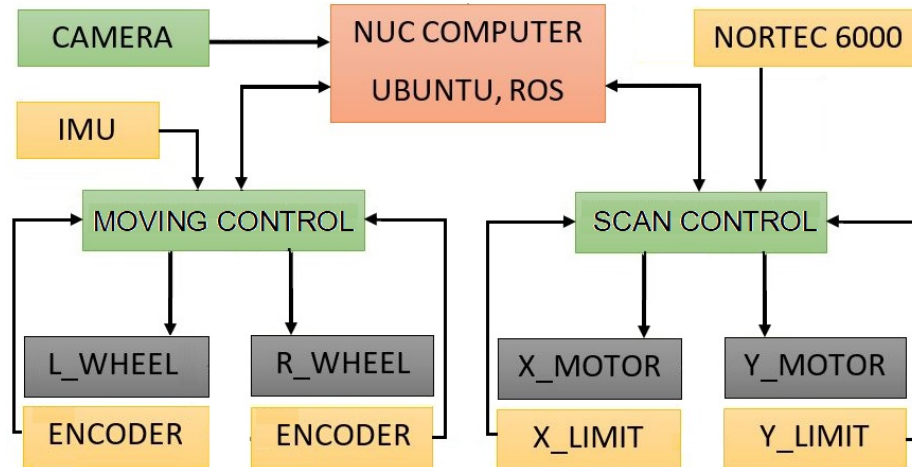 CAMERA
NUC COMPUTER
UBUNTU, ROS
NORTEC 6000
IMU
MOVING CONTROL
SCAN CONTROL
L_WHEEL
R_WHEEL
X_MOTOR
Y_MOTOR
ENCODER
ENCODER
X_LIMIT
Y_LIMIT